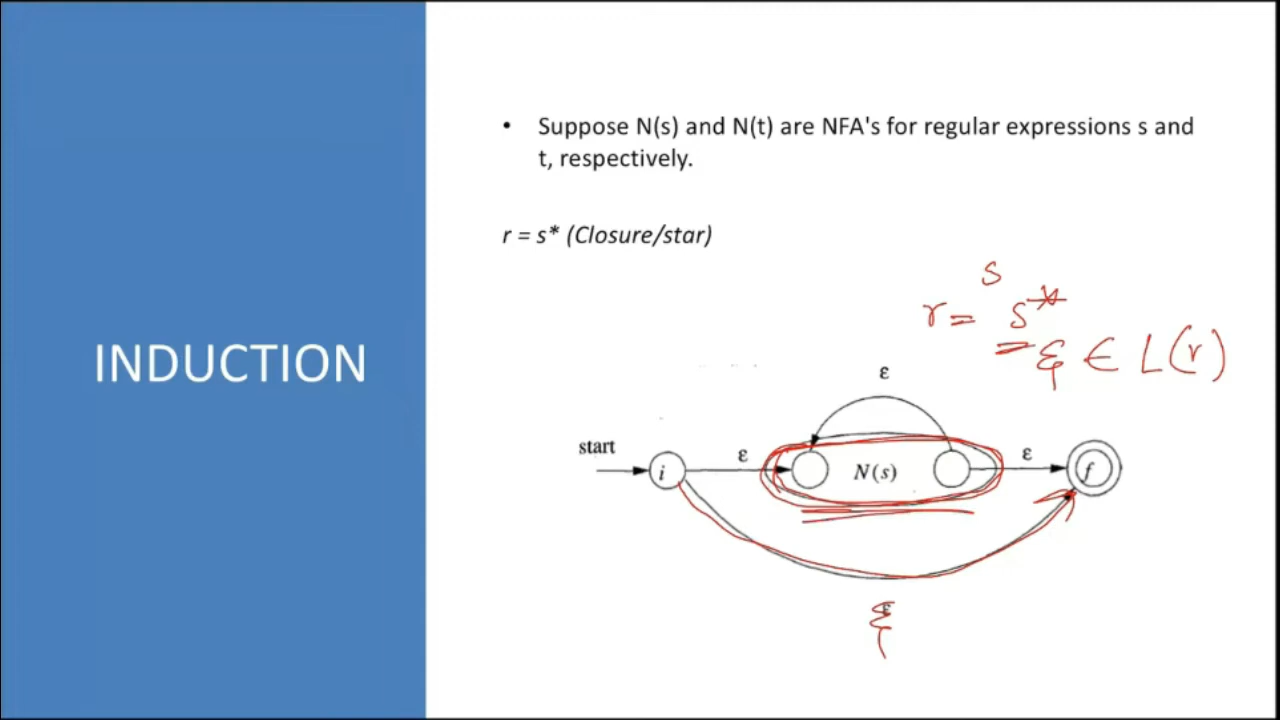 INDUCTION
• Suppose N(s) and N(t) are NFA's for regular expressions s and
t, respectively.
r = s* (Closure/star)
s
r = s*
ε ∈ L(r)
ε
start
i
ε
N(s)
ε
f
ε